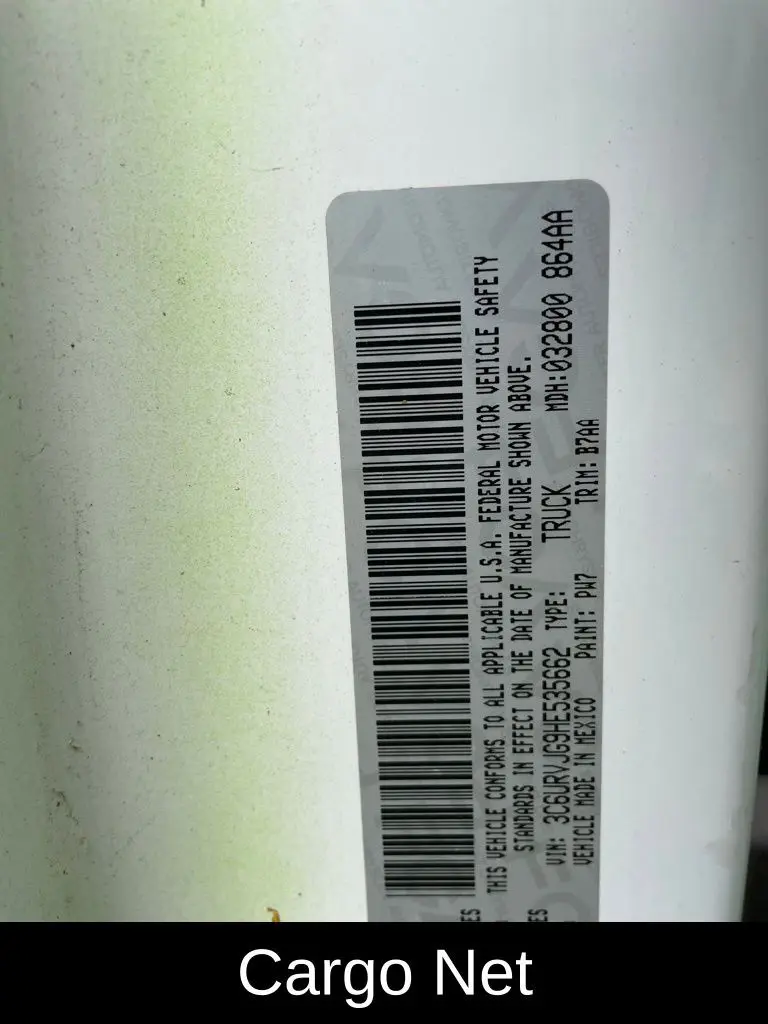 THIS VEHICLE CONFORMS TO ALL APPLICABLE U.S.A. FEDERAL MOTOR VEHICLE SAFETY
STANDARDS IN EFFECT ON THE DATE OF MANUFACTURE SHOWN ABOVE.
VIN: 3C6URVJG9HE535662 TYPE: TRUCK MDH:032800 864AA
VEHICLE MADE IN MEXICO PAINT: PW7 TRIM: B7AA
Cargo Net